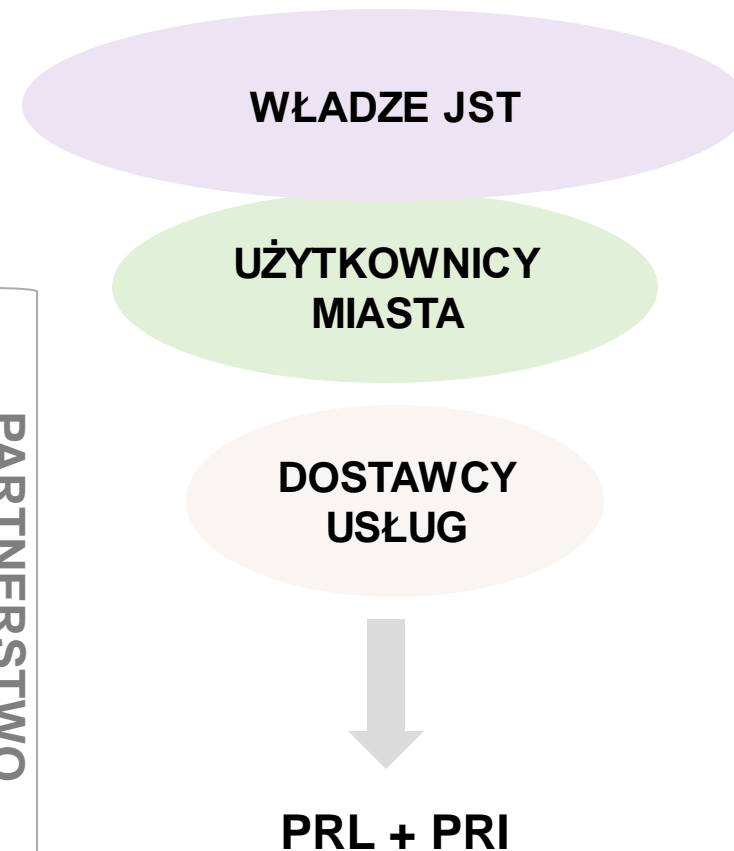 WŁADZE JST
UŻYTKOWNICY
MIASTA
DOSTAWCY
USŁUG
PARTNERSTWO
PRL + PRI